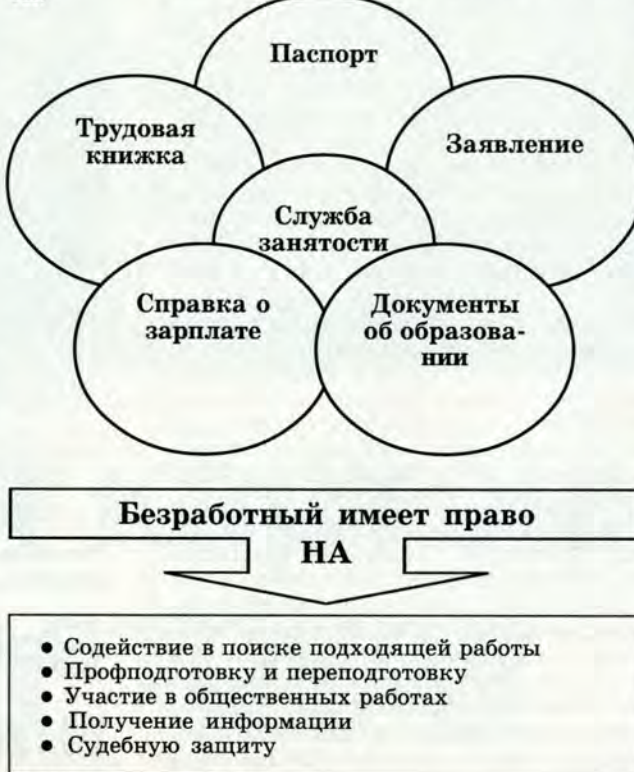 Паспорт
Трудовая
книжка
Заявление
Служба
занятости
Справка о
зарплате
Документы
об образова-
нии
Безработный имеет право
НА
• Содействие в поиске подходящей работы
• Профподготовку и переподготовку
• Участие в общественных работах
• Получение информации
• Судебную защиту